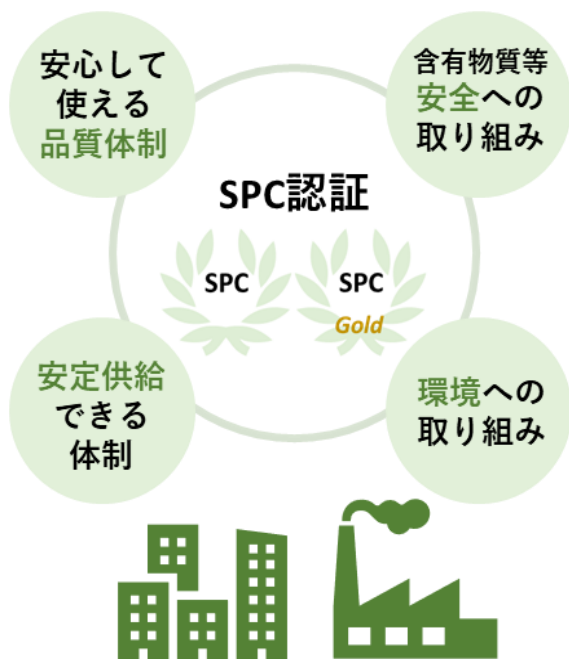 安心して
使える
品質体制
含有物質等
安全への
取り組み
SPC認証
SPC
SPC
Gold
安定供給
できる
体制
環境への
取り組み